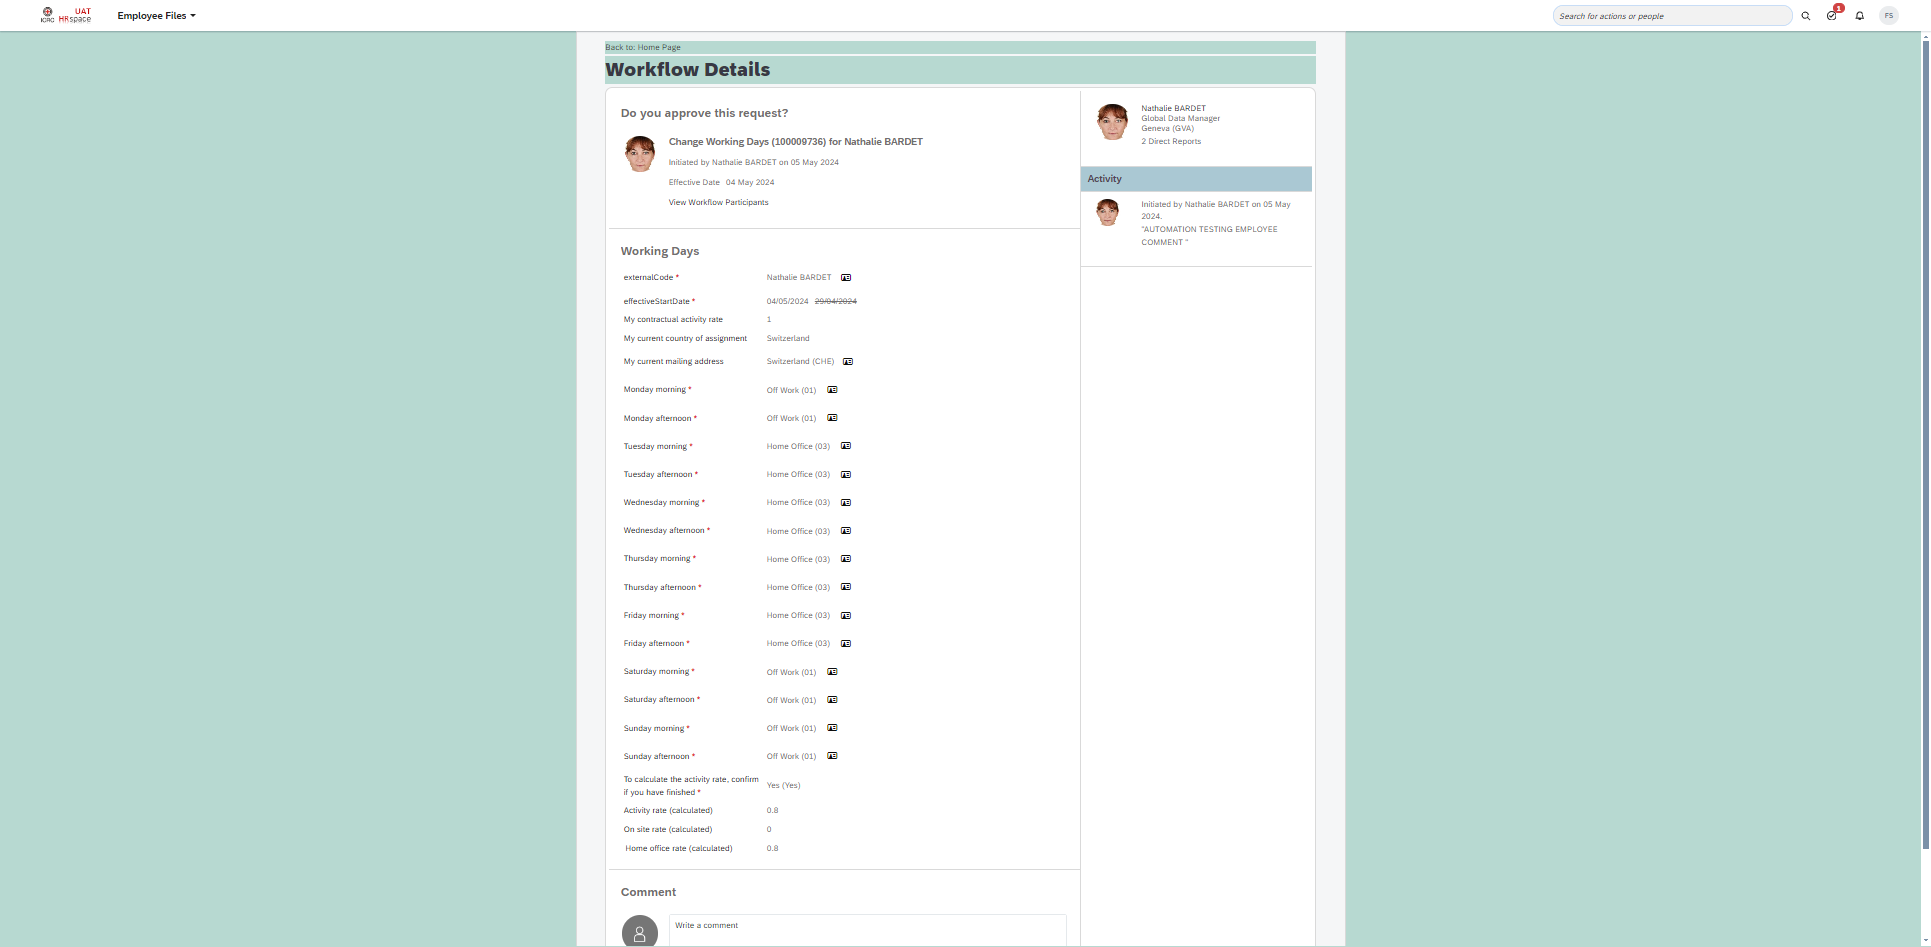 ICRC
UAT
HRspace
Employee Files
Search for actions or people
1
FS
Back to: Home Page
Workflow Details
Do you approve this request?
Change Working Days (100009736) for Nathalie BARDET
Initiated by Nathalie BARDET on 05 May 2024
Effective Date 04 May 2024
View Workflow Participants
Nathalie BARDET
Global Data Manager
Geneva (GVA)
2 Direct Reports
Activity
Initiated by Nathalie BARDET on 05 May
2024.
"AUTOMATION TESTING EMPLOYEE
COMMENT "
Working Days
externalCode * Nathalie BARDET
effectiveStartDate * 04/05/2024 29/04/2024
My contractual activity rate 1
My current country of assignment Switzerland
My current mailing address Switzerland (CHE)
Monday morning * Off Work (01)
Monday afternoon * Off Work (01)
Tuesday morning * Home Office (03)
Tuesday afternoon * Home Office (03)
Wednesday morning * Home Office (03)
Wednesday afternoon * Home Office (03)
Thursday morning * Home Office (03)
Thursday afternoon * Home Office (03)
Friday morning * Home Office (03)
Friday afternoon * Home Office (03)
Saturday morning * Off Work (01)
Saturday afternoon * Off Work (01)
Sunday morning * Off Work (01)
Sunday afternoon * Off Work (01)
To calculate the activity rate, confirm
if you have finished * Yes (Yes)
Activity rate (calculated) 0.8
On site rate (calculated) 0
Home office rate (calculated) 0.8
Comment
Write a comment